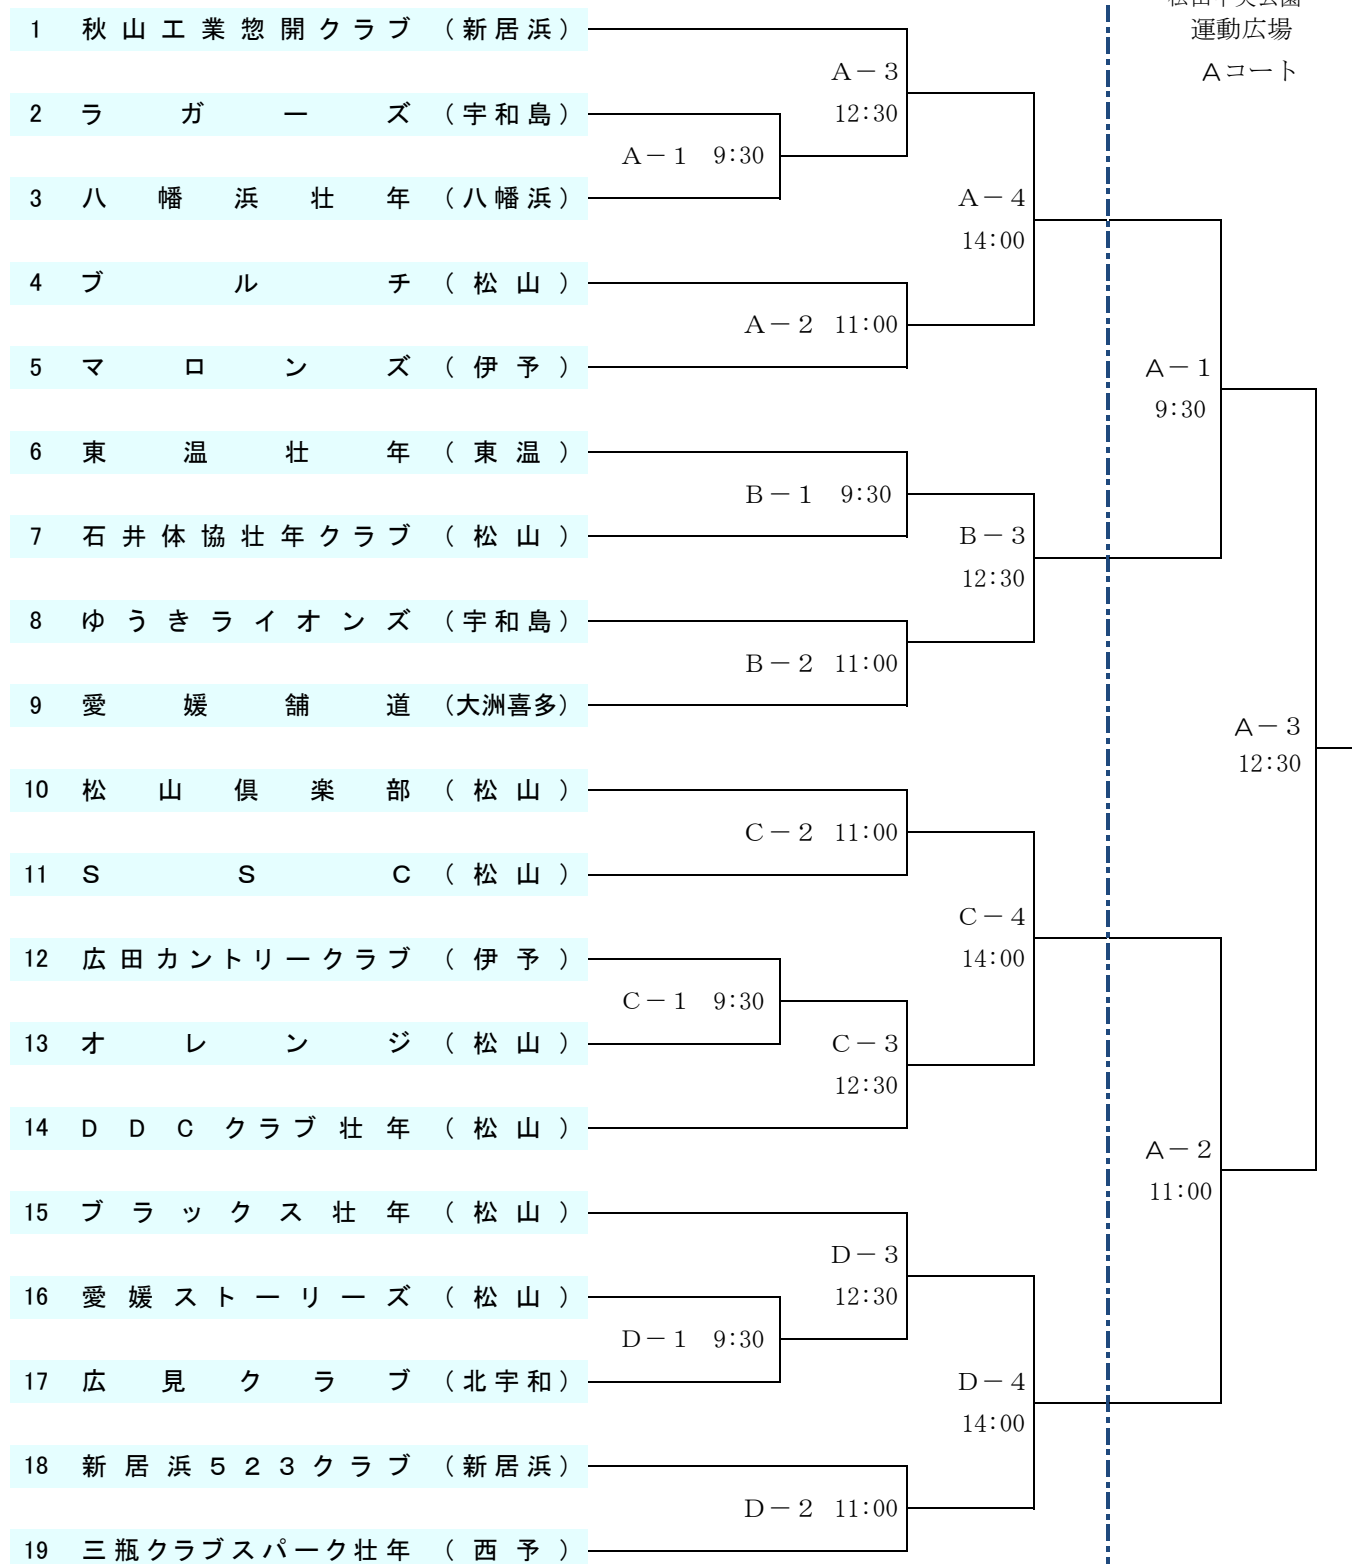 運動広場
Aコート
1 秋山工業惣開クラブ（新居浜）
A－3
12:30
2 ラガーズ（宇和島）
A－1 9:30
3 八幡浜壮年（八幡浜）
A－4
14:00
4 ブルチ（松山）
A－2 11:00
5 マロンズ（伊予）
A－1
9:30
6 東温壮年（東温）
B－1 9:30
7 石井体協壮年クラブ（松山）
B－3
12:30
8 ゆうきライオンズ（宇和島）
B－2 11:00
9 愛媛舗道（大洲喜多）
A－3
12:30
10 松山倶楽部（松山）
C－2 11:00
11 SSC（松山）
C－4
14:00
12 広田カントリークラブ（伊予）
C－1 9:30
13 オレンジ（松山）
C－3
12:30
14 DDCクラブ壮年（松山）
A－2
11:00
15 ブラックス壮年（松山）
D－3
12:30
16 愛媛ストーリーズ（松山）
D－1 9:30
17 広見クラブ（北宇和）
D－4
14:00
18 新居浜523クラブ（新居浜）
D－2 11:00
19 三瓶クラブスパーク壮年（西予）